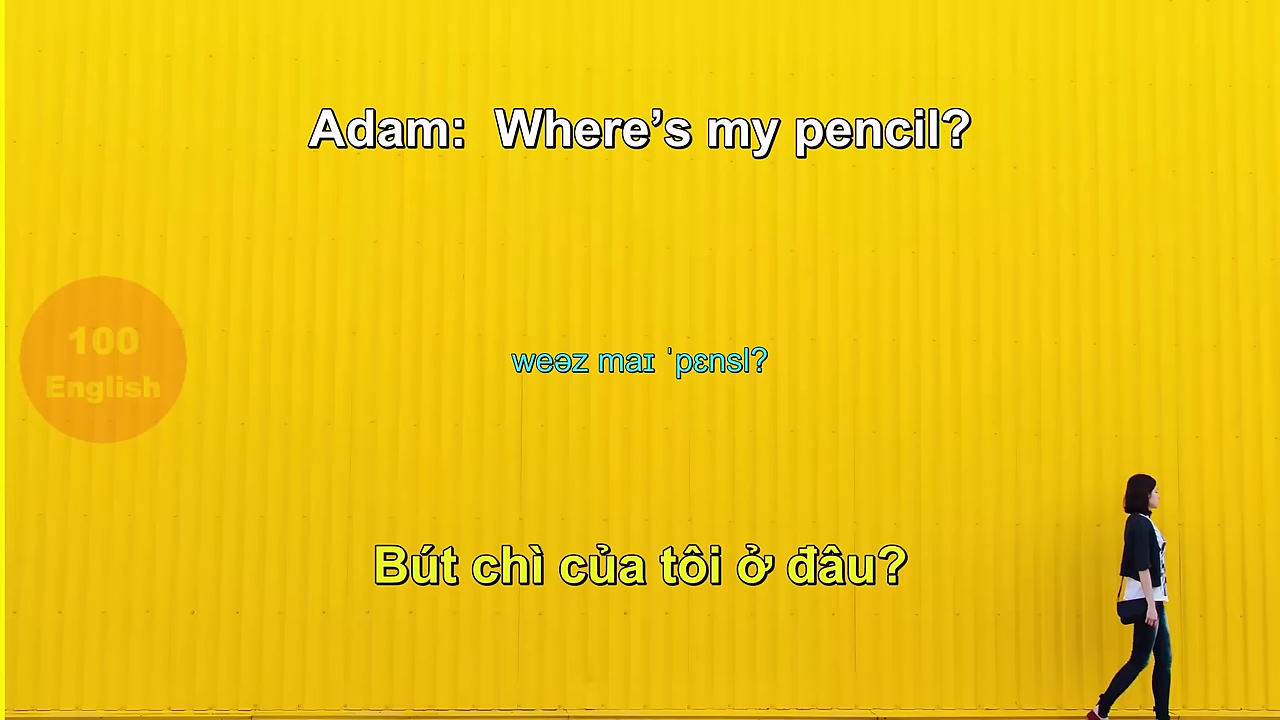 Adam: Where's my pencil?
100
English
weəz maɪ ˈpɛnsl?
Bút chì của tôi ở đâu?